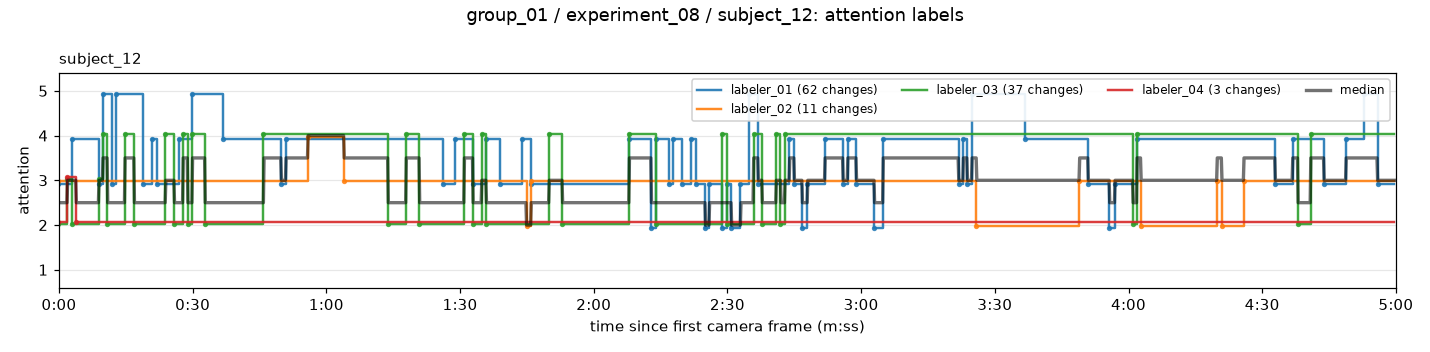 group_01 / experiment_08 / subject_12: attention labels
subject_12
labeler_01 (62 changes) labeler_03 (37 changes) labeler_04 (3 changes) median
labeler_02 (11 changes)
attention
5
4
3
2
1
0:00 0:30 1:00 1:30 2:00 2:30 3:00 3:30 4:00 4:30 5:00
time since first camera frame (m:ss)